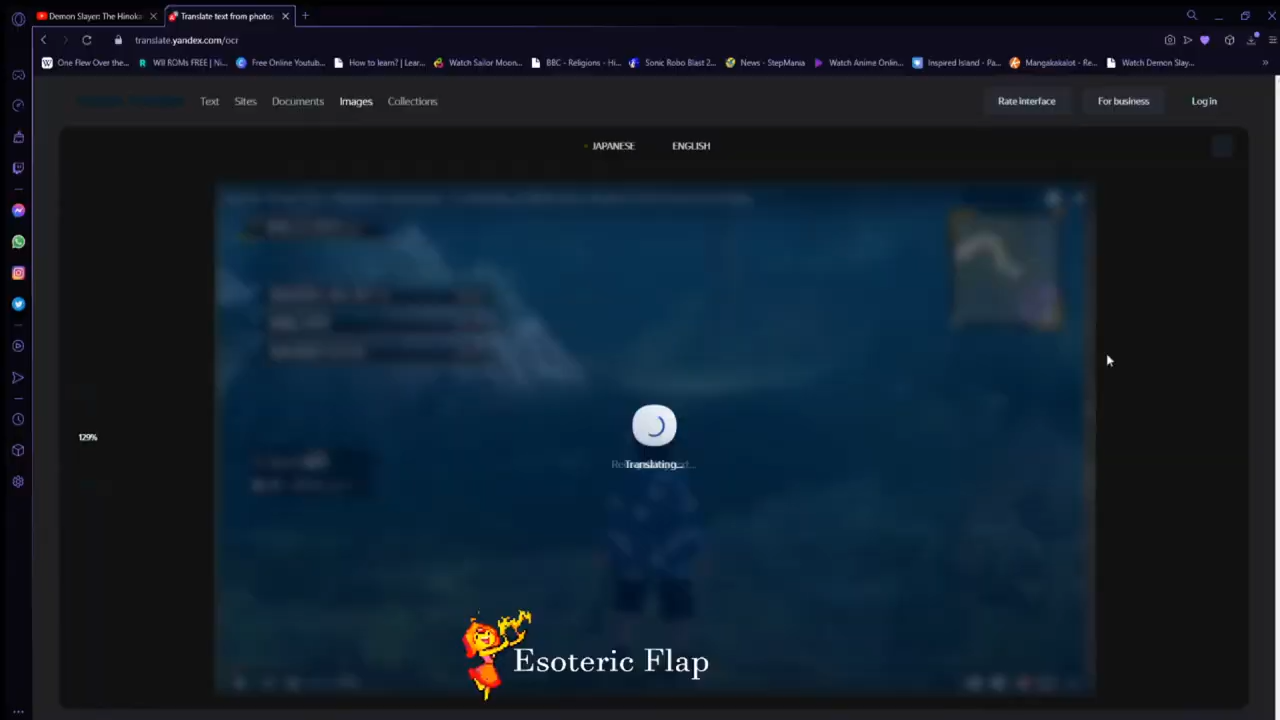 Demon Slayer: The Hinoka
Translate text from photos
translate.yandex.com/ocr
One Flew Over the...
WII ROMs FREE | Ni...
Free Online Youtub...
How to learn? | Lear...
Watch Sailor Moon...
BBC - Religions - Hi...
Sonic Robo Blast 2...
News - StepMania
Watch Anime Onlin...
Inspired Island - Pa...
Mangakakalot - Re...
Watch Demon Slay...
Text
Sites
Documents
Images
Collections
Rate interface
For business
Log in
JAPANESE
ENGLISH
129%
Translating...
Esoteric Flap